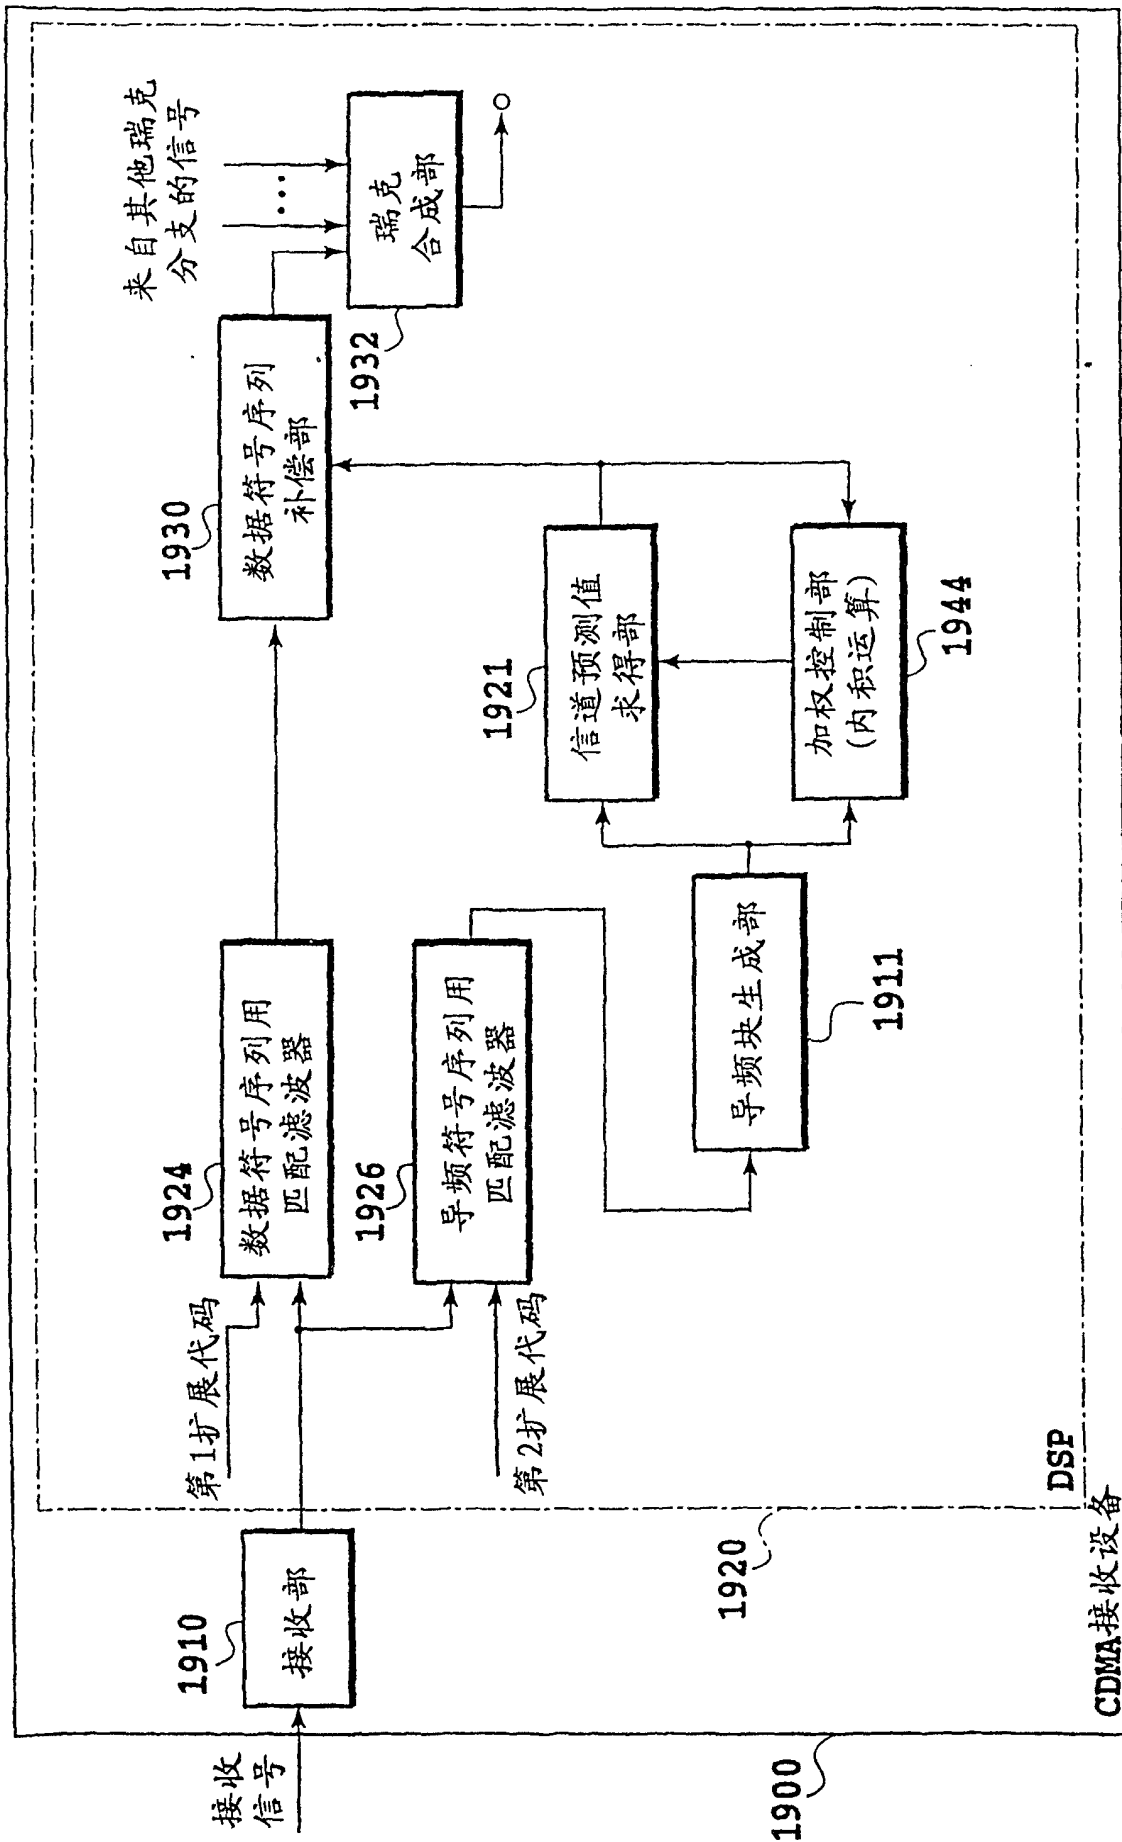 接收
信号
1900
1910
接收部
第1扩展代码
1924
数据符号序列用
匹配滤波器
1926
导频符号序列用
匹配滤波器
第2扩展代码
1911
导频块生成部
1930
数据符号序列
补偿部
1921
信道预测值
求得部
加权控制部
(内积运算)
1944
来自其他瑞克
分支的信号
瑞克
合成部
1932
1920
DSP
CDMA接收设备